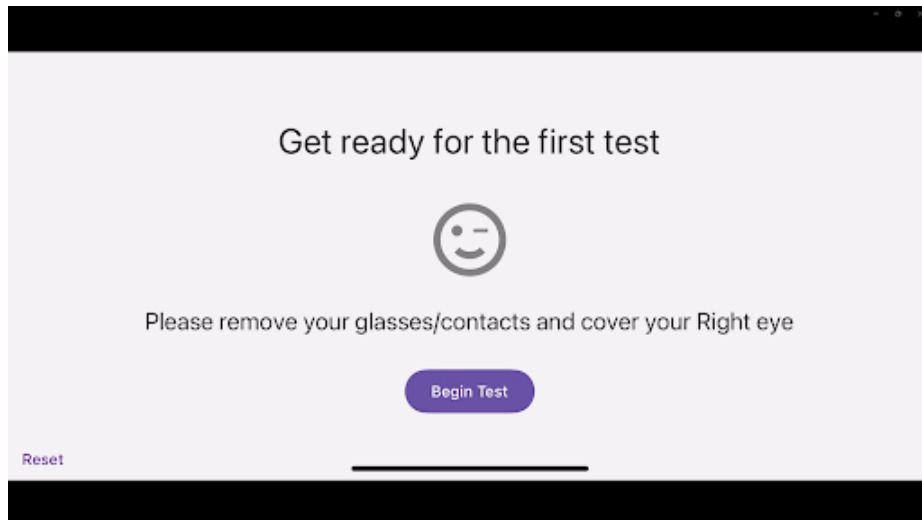 Get ready for the first test
Please remove your glasses/contacts and cover your Right eye
Begin Test
Reset